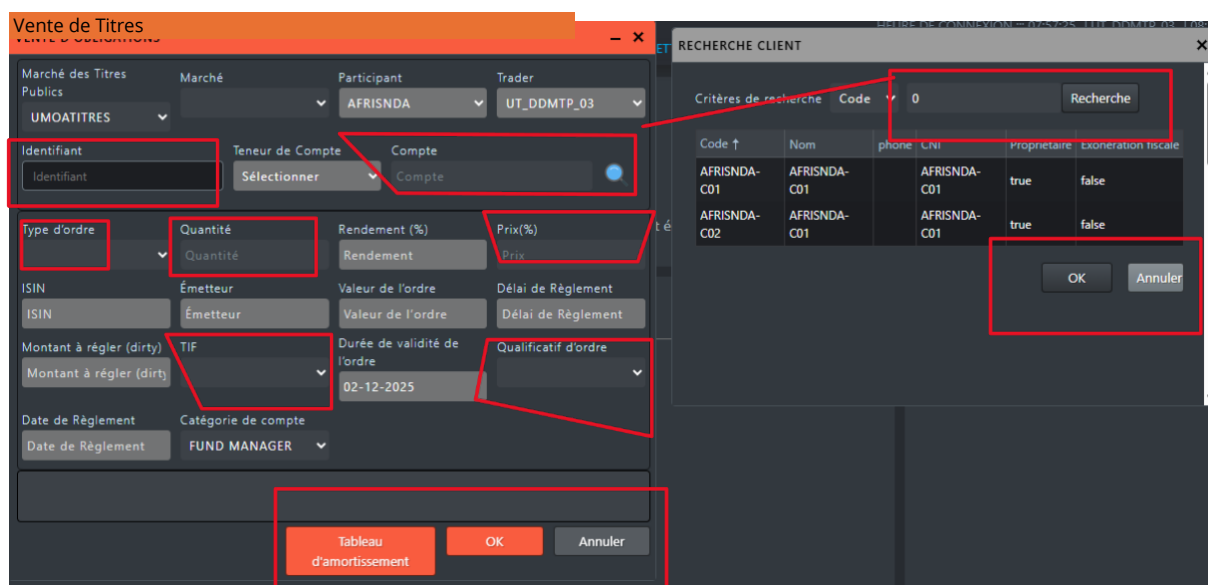 Vente de Titres
VENTE D'OBLIGATIONS
Marché des Titres Publics
Marché
Participant
Trader
UMOATITRES
AFRISNDA
UT_DDMTP_03
Identifiant
Teneur de Compte
Compte
Identifiant
Sélectionner
Compte
Type d'ordre
Quantité
Rendement (%)
Prix(%)
Quantité
Rendement
Prix
ISIN
Émetteur
Valeur de l'ordre
Délai de Règlement
ISIN
Émetteur
Valeur de l'ordre
Délai de Règlement
Montant à régler (dirty)
TIF
Durée de validité de l'ordre
Qualificatif d'ordre
Montant à régler (dirty
02-12-2025
Date de Règlement
Catégorie de compte
Date de Règlement
FUND MANAGER
Tableau d'amortissement
OK
Annuler
HEURE DE CONNEXION
RECHERCHE CLIENT
Critères de recherche Code 0 Recherche
Code ↑ Nom phone CNI Propriétaire Exonération fiscale
AFRISNDA-C01 AFRISNDA-C01 AFRISNDA-C01 true false
AFRISNDA-C02 AFRISNDA-C01 AFRISNDA-C01 true false
OK Annuler